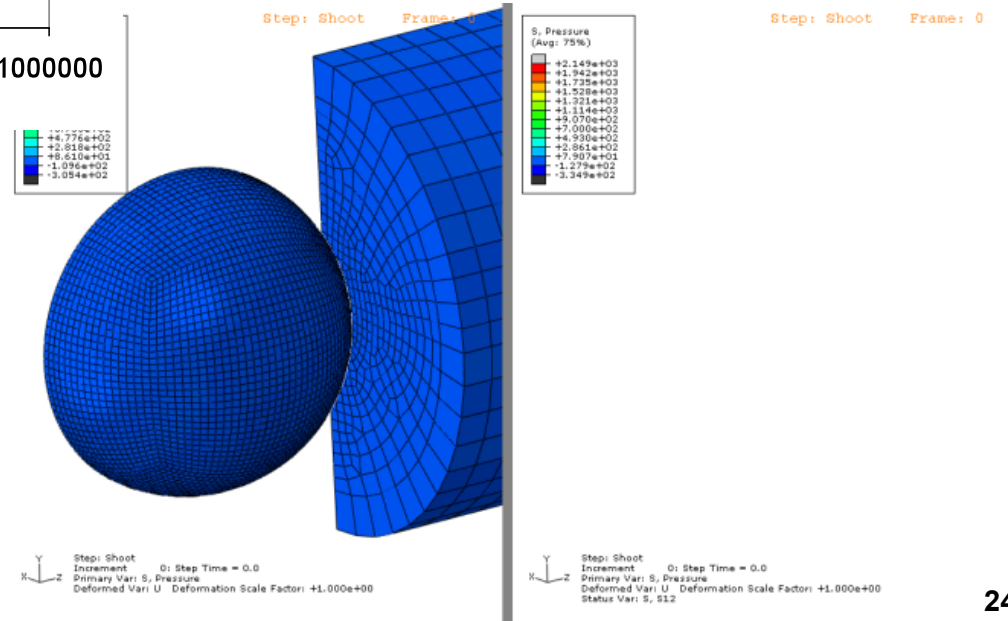 Step: Shoot Frame: 0
1000000
+4.776e+02
+2.818e+02
+8.610e+01
-1.096e+02
-3.054e+02
Step: Shoot
Increment 0: Step Time = 0.0
Primary Var: S, Pressure
Deformed Var: U Deformation Scale Factor: +1.000e+00
Step: Shoot Frame: 0
S, Pressure
(Avg: 75%)
+2.149e+03
+1.942e+03
+1.735e+03
+1.528e+03
+1.321e+03
+1.114e+03
+9.070e+02
+7.000e+02
+4.930e+02
+2.861e+02
+7.907e+01
-1.279e+02
-3.349e+02
Step: Shoot
Increment 0: Step Time = 0.0
Primary Var: S, Pressure
Deformed Var: U Deformation Scale Factor: +1.000e+00
Status Var: S, S12
Y
X
Z
Y
X
Z
24